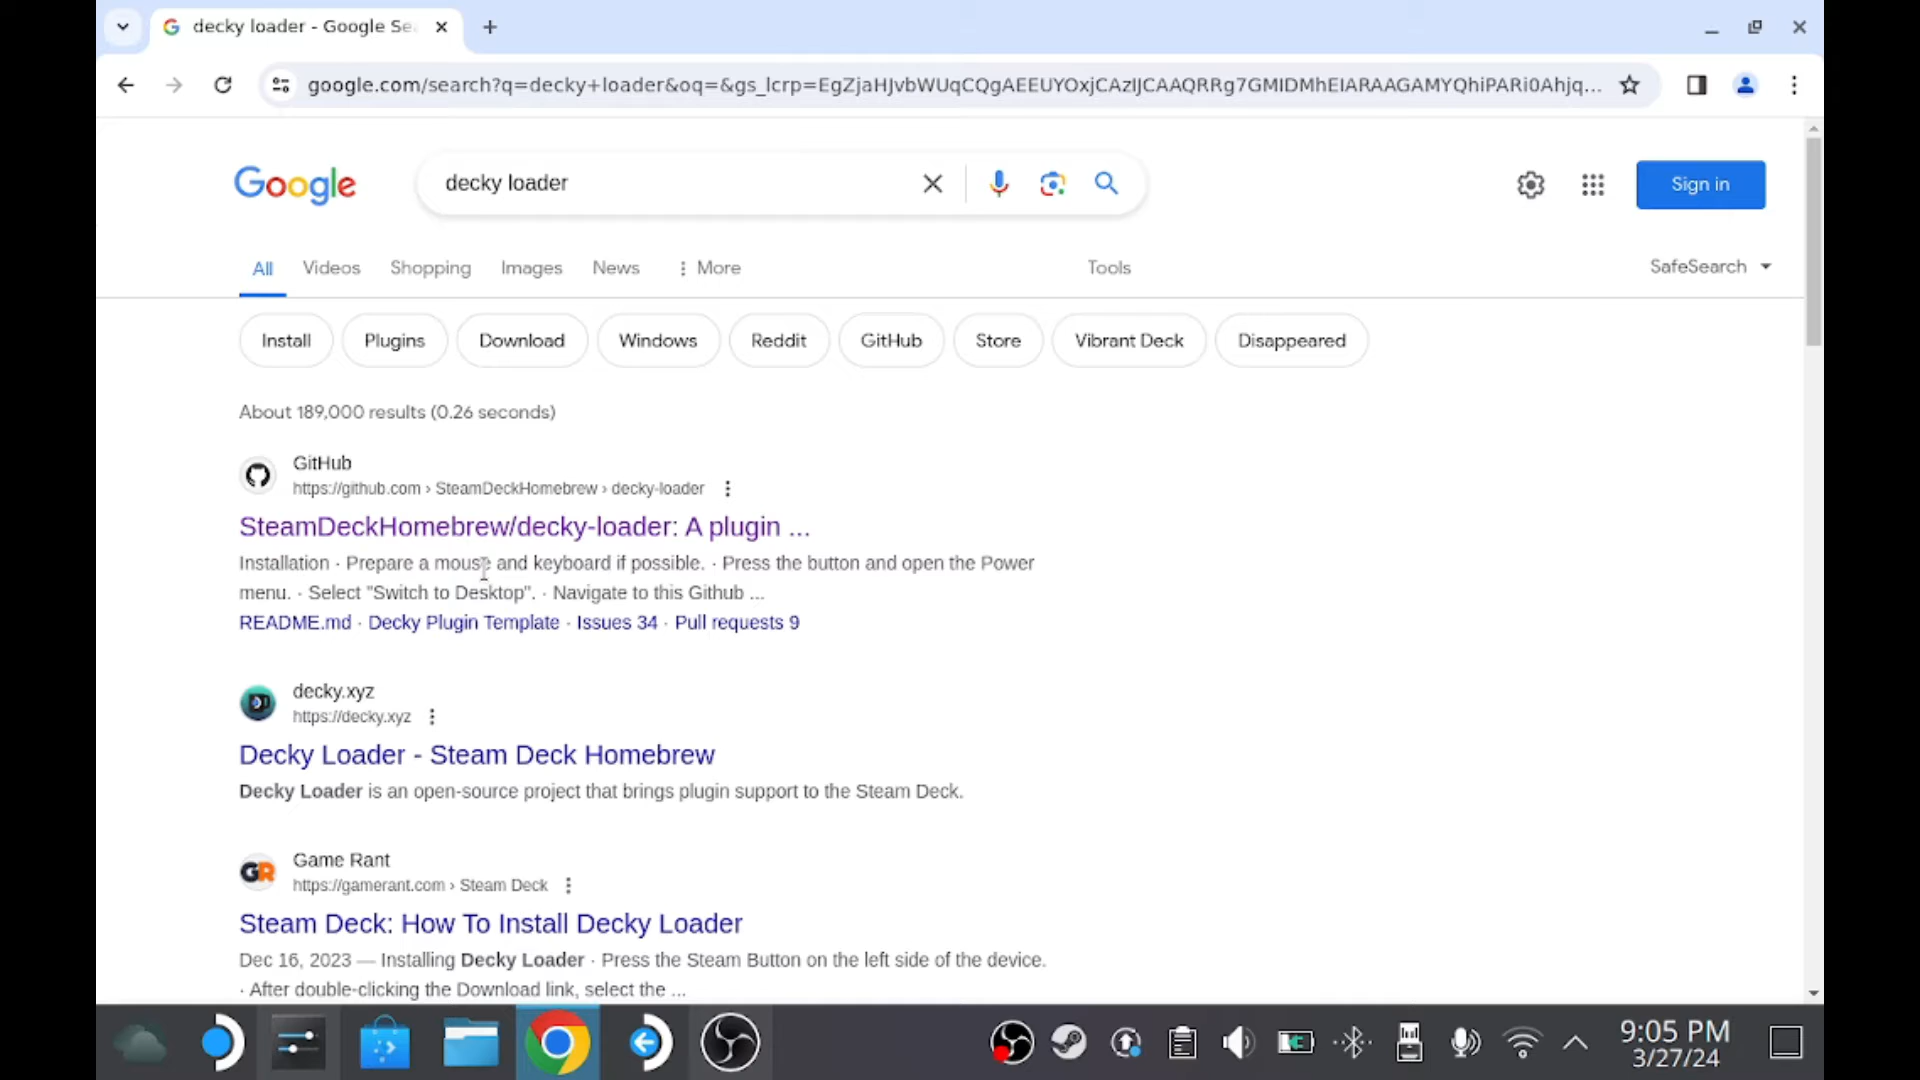 decky loader - Google Se
google.com/search?q=decky+loader&oq=&gs_lcrp=EgZjaHJvbWUqCQgAEEUYOxjCAzIJCAAQRRg7GMIDMhEIARAAGAMYQhiPARi0Ahjq...
Google
decky loader
Sign in
All Videos Shopping Images News More Tools SafeSearch
Install Plugins Download Windows Reddit GitHub Store Vibrant Deck Disappeared
About 189,000 results (0.26 seconds)
GitHub
https://github.com › SteamDeckHomebrew › decky-loader
SteamDeckHomebrew/decky-loader: A plugin ...
Installation · Prepare a mouse and keyboard if possible. · Press the button and open the Power
menu. · Select "Switch to Desktop". · Navigate to this Github ...
README.md · Decky Plugin Template · Issues 34 · Pull requests 9
decky.xyz
https://decky.xyz
Decky Loader - Steam Deck Homebrew
Decky Loader is an open-source project that brings plugin support to the Steam Deck.
GR
Game Rant
https://gamerant.com › Steam Deck
Steam Deck: How To Install Decky Loader
Dec 16, 2023 — Installing Decky Loader · Press the Steam Button on the left side of the device.
· After double-clicking the Download link, select the ...
9:05 PM
3/27/24